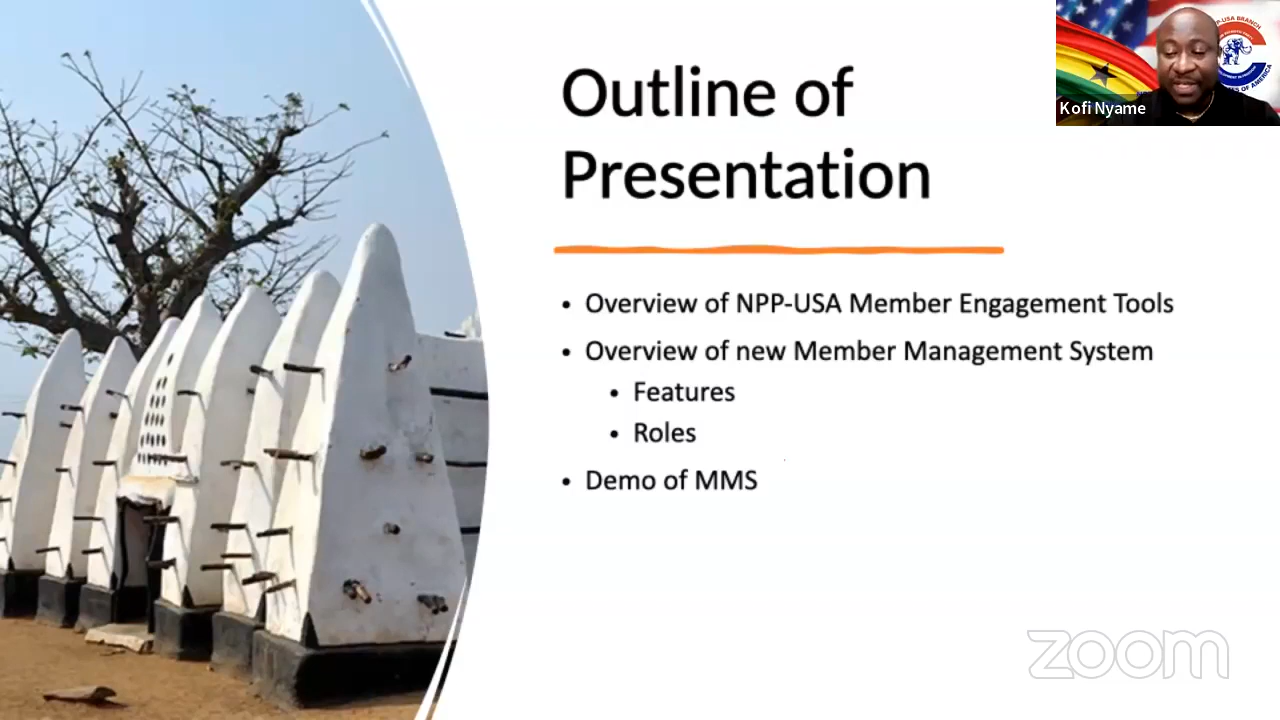 Outline of
Presentation
• Overview of NPP-USA Member Engagement Tools
• Overview of new Member Management System
• Features
• Roles
• Demo of MMS
Kofi Nyame
zoom